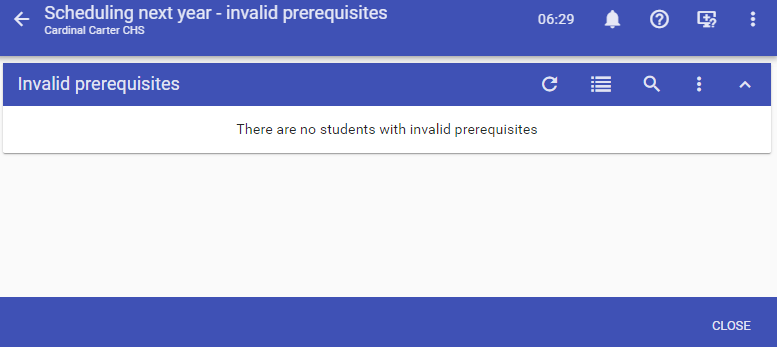 Scheduling next year - invalid prerequisites
Cardinal Carter CHS
06:29
Invalid prerequisites
There are no students with invalid prerequisites
CLOSE